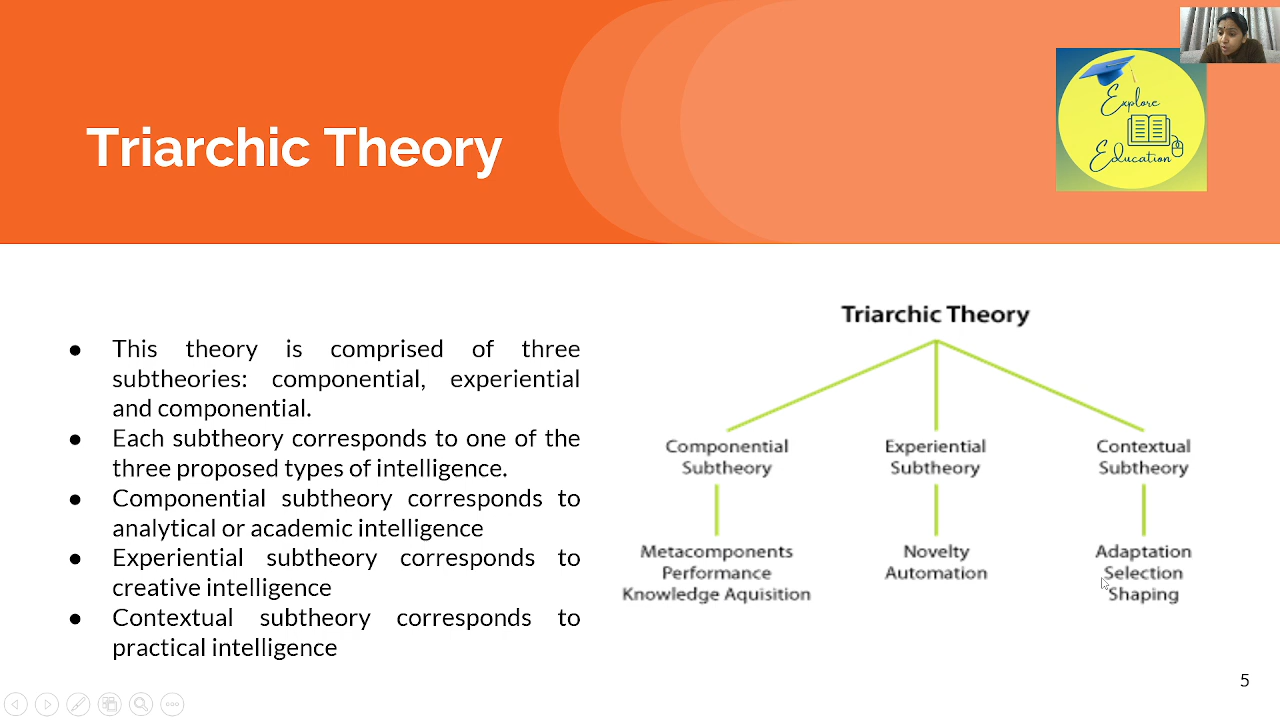 Explore
Education
Triarchic Theory
● This theory is comprised of three
subtheories: componential, experiential
and componential.
● Each subtheory corresponds to one of the
three proposed types of intelligence.
● Componential subtheory corresponds to
analytical or academic intelligence
● Experiential subtheory corresponds to
creative intelligence
● Contextual subtheory corresponds to
practical intelligence
Triarchic Theory
Componential
Subtheory
Experiential
Subtheory
Contextual
Subtheory
Metacomponents
Performance
Knowledge Aquisition
Novelty
Automation
Adaptation
Selection
Shaping
5